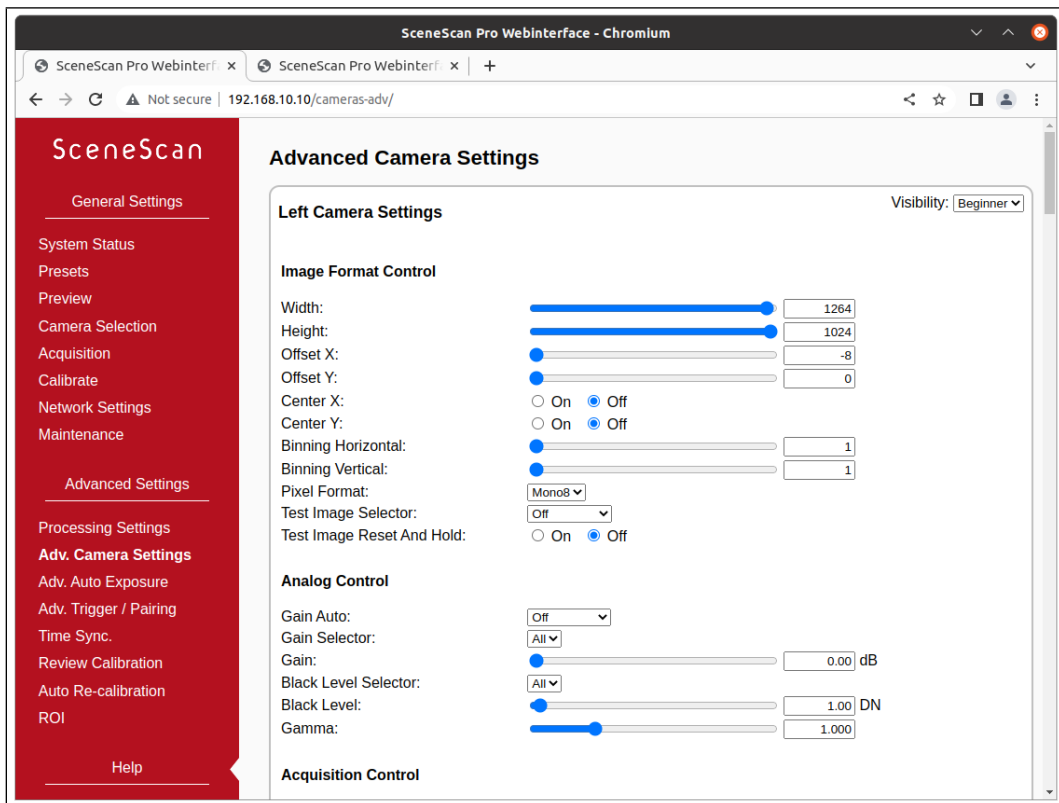 SceneScan Pro Webinterface - Chromium
SceneScan Pro Webinterf
SceneScan Pro Webinterf
Not secure 192.168.10.10/cameras-adv/
SceneScan
General Settings
System Status
Presets
Preview
Camera Selection
Acquisition
Calibrate
Network Settings
Maintenance
Advanced Settings
Processing Settings
Adv. Camera Settings
Adv. Auto Exposure
Adv. Trigger / Pairing
Time Sync.
Review Calibration
Auto Re-calibration
ROI
Help
Advanced Camera Settings
Left Camera Settings
Visibility: Beginner
Image Format Control
Width: 1264
Height: 1024
Offset X: -8
Offset Y: 0
Center X: On Off
Center Y: On Off
Binning Horizontal: 1
Binning Vertical: 1
Pixel Format: Mono8
Test Image Selector: Off
Test Image Reset And Hold: On Off
Analog Control
Gain Auto: Off
Gain Selector: All
Gain: 0.00 dB
Black Level Selector: All
Black Level: 1.00 DN
Gamma: 1.000
Acquisition Control